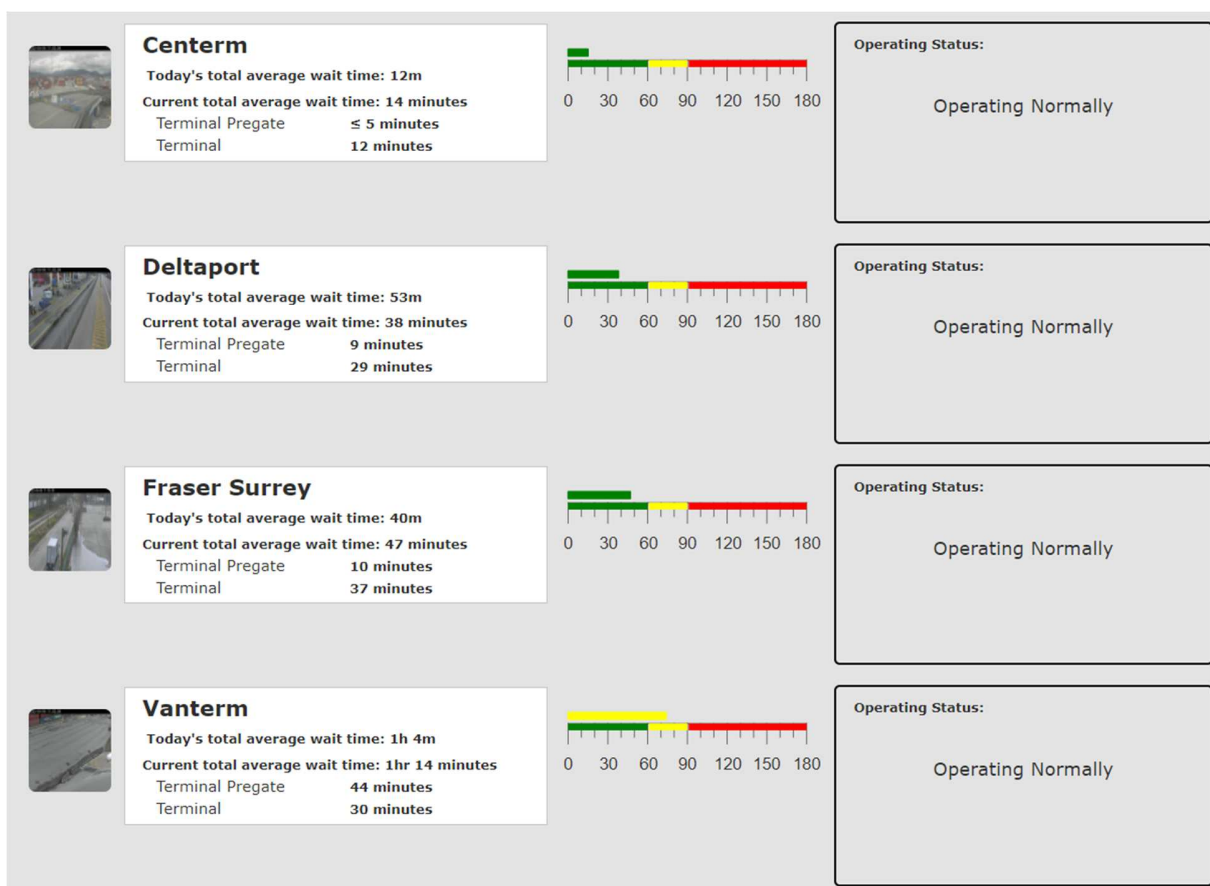 Centerm
Today's total average wait time: 12m
Current total average wait time: 14 minutes
Terminal Pregate ≤ 5 minutes
Terminal 12 minutes
0 30 60 90 120 150 180
Operating Status:
Operating Normally
Deltaport
Today's total average wait time: 53m
Current total average wait time: 38 minutes
Terminal Pregate 9 minutes
Terminal 29 minutes
0 30 60 90 120 150 180
Operating Status:
Operating Normally
Fraser Surrey
Today's total average wait time: 40m
Current total average wait time: 47 minutes
Terminal Pregate 10 minutes
Terminal 37 minutes
0 30 60 90 120 150 180
Operating Status:
Operating Normally
Vanterm
Today's total average wait time: 1h 4m
Current total average wait time: 1hr 14 minutes
Terminal Pregate 44 minutes
Terminal 30 minutes
0 30 60 90 120 150 180
Operating Status:
Operating Normally